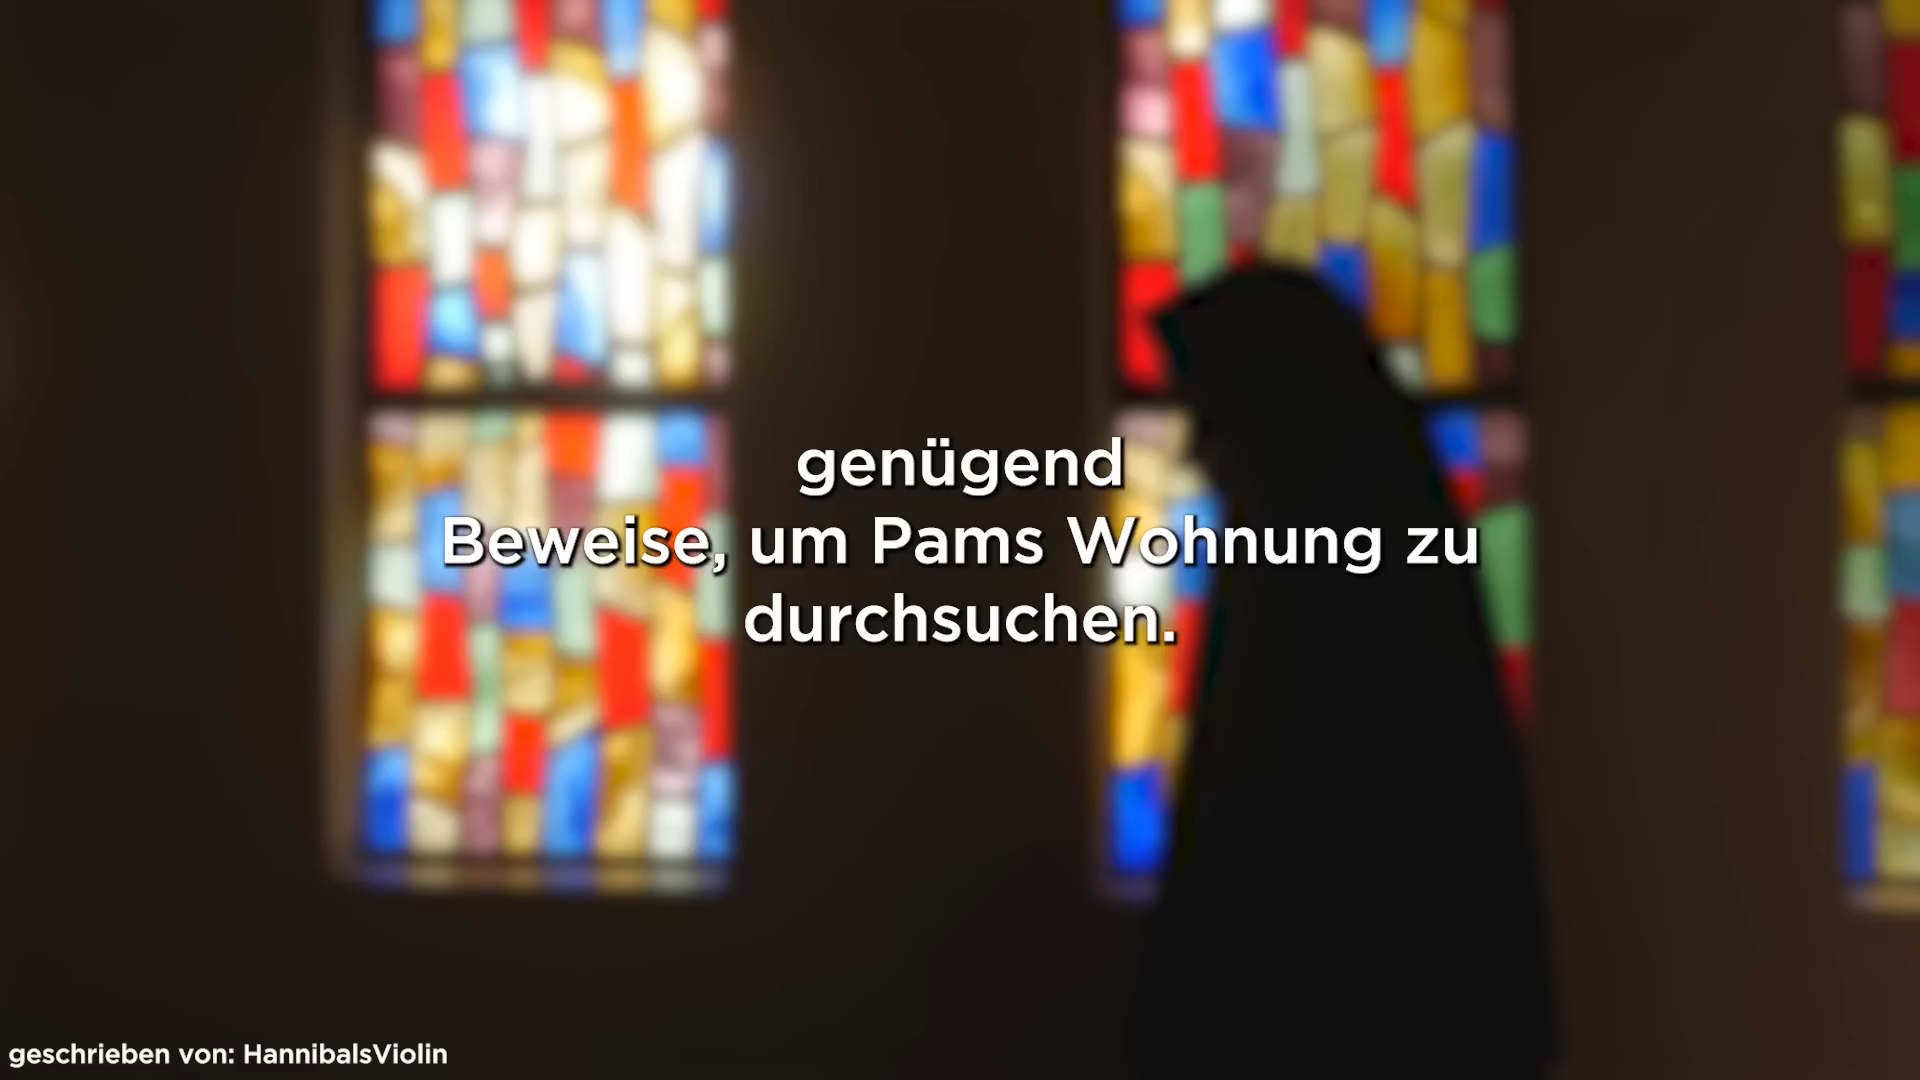 genügend
Beweise, um Pams Wohnung zu
durchsuchen.
geschrieben von: HannibalsViolin